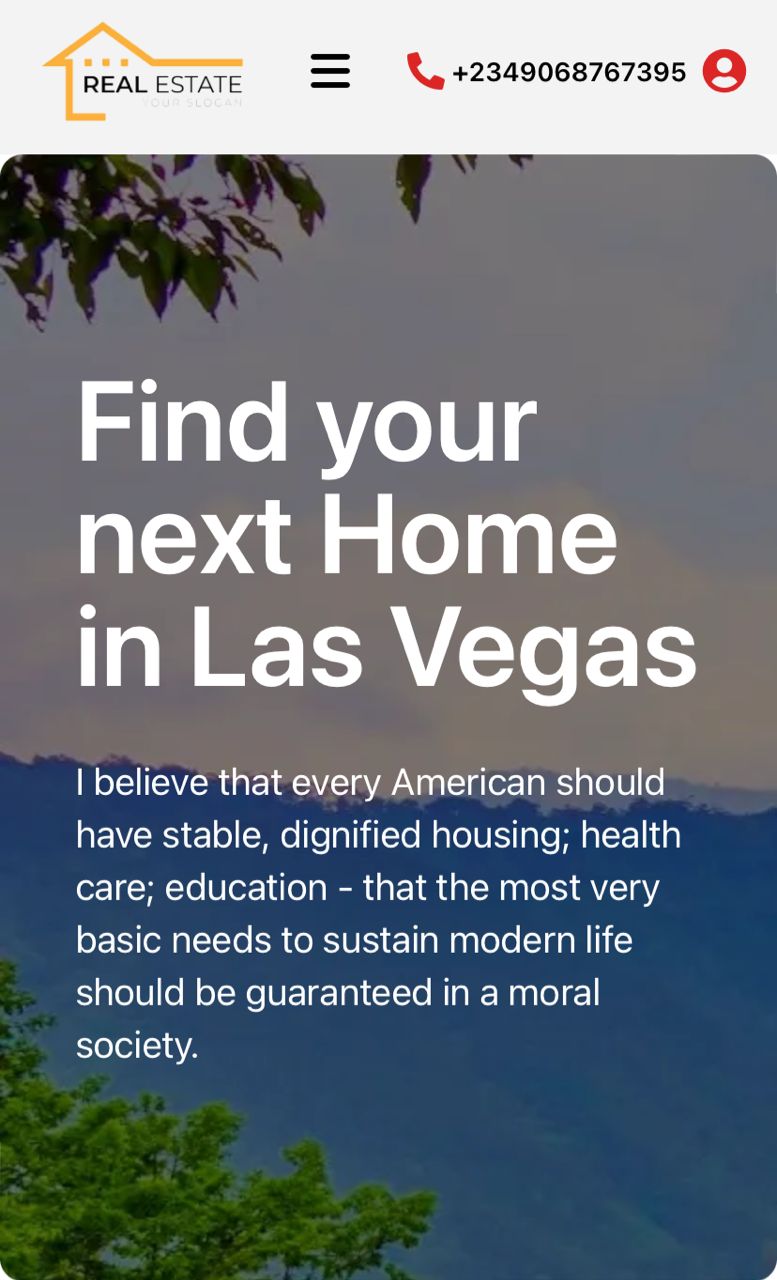 REAL ESTATE
YOUR SLOGAN
+2349068767395
Find your
next Home
in Las Vegas
I believe that every American should
have stable, dignified housing; health
care; education - that the most very
basic needs to sustain modern life
should be guaranteed in a moral
society.